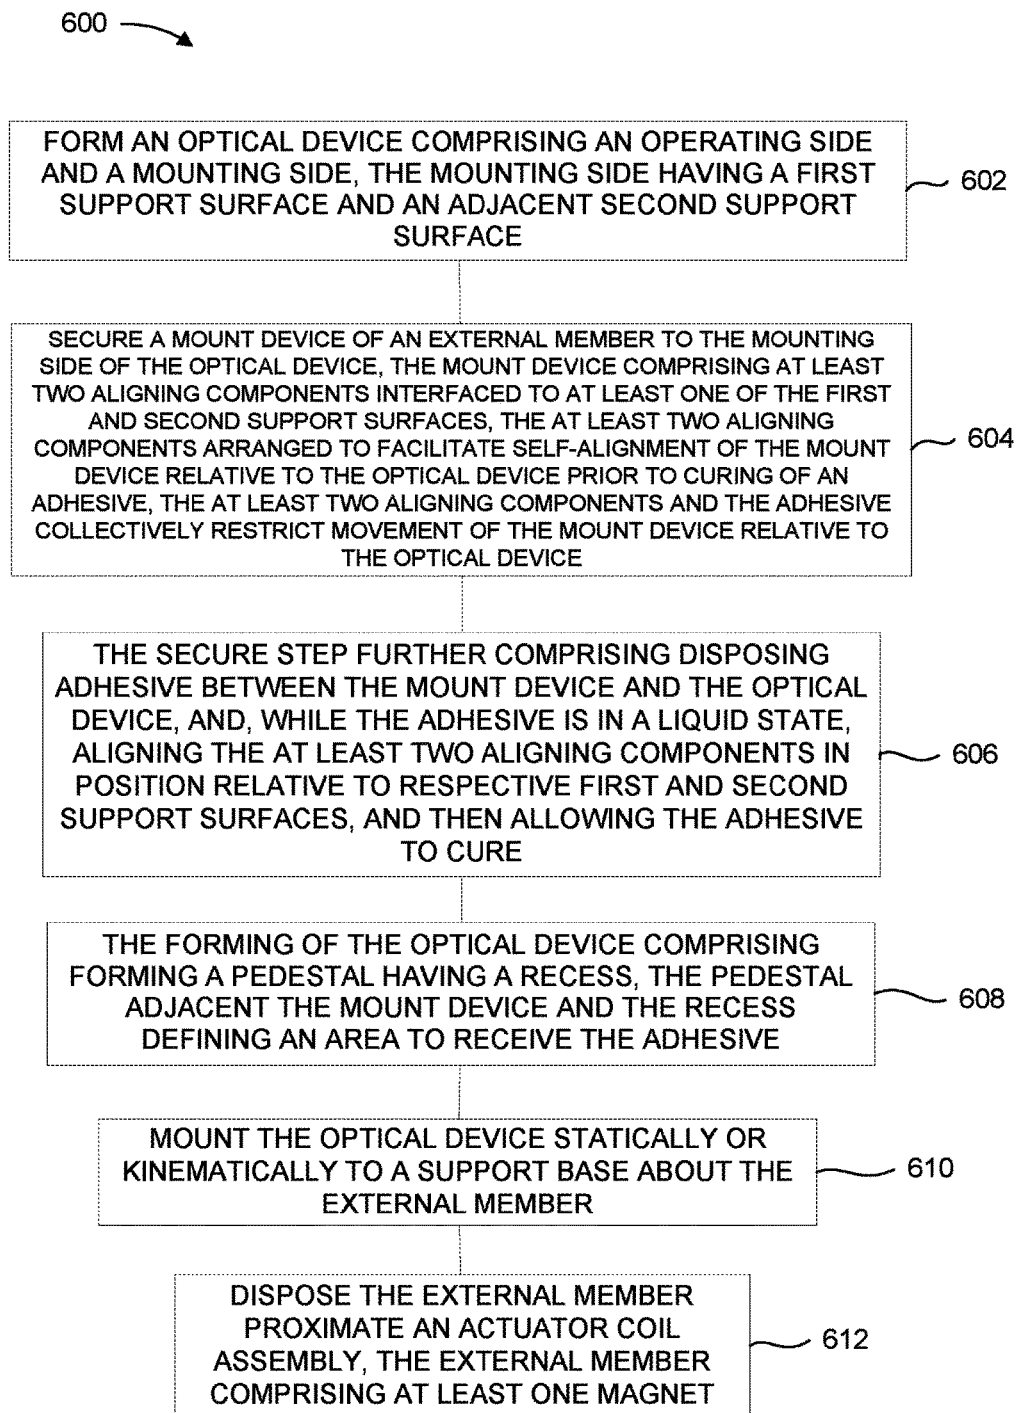 600
FORM AN OPTICAL DEVICE COMPRISING AN OPERATING SIDE
AND A MOUNTING SIDE, THE MOUNTING SIDE HAVING A FIRST
SUPPORT SURFACE AND AN ADJACENT SECOND SUPPORT
SURFACE
602
SECURE A MOUNT DEVICE OF AN EXTERNAL MEMBER TO THE MOUNTING
SIDE OF THE OPTICAL DEVICE, THE MOUNT DEVICE COMPRISING AT LEAST
TWO ALIGNING COMPONENTS INTERFACED TO AT LEAST ONE OF THE FIRST
AND SECOND SUPPORT SURFACES, THE AT LEAST TWO ALIGNING
COMPONENTS ARRANGED TO FACILITATE SELF-ALIGNMENT OF THE MOUNT
DEVICE RELATIVE TO THE OPTICAL DEVICE PRIOR TO CURING OF AN
ADHESIVE, THE AT LEAST TWO ALIGNING COMPONENTS AND THE ADHESIVE
COLLECTIVELY RESTRICT MOVEMENT OF THE MOUNT DEVICE RELATIVE TO
THE OPTICAL DEVICE
604
THE SECURE STEP FURTHER COMPRISING DISPOSING
ADHESIVE BETWEEN THE MOUNT DEVICE AND THE OPTICAL
DEVICE, AND, WHILE THE ADHESIVE IS IN A LIQUID STATE,
ALIGNING THE AT LEAST TWO ALIGNING COMPONENTS IN
POSITION RELATIVE TO RESPECTIVE FIRST AND SECOND
SUPPORT SURFACES, AND THEN ALLOWING THE ADHESIVE
TO CURE
606
THE FORMING OF THE OPTICAL DEVICE COMPRISING
FORMING A PEDESTAL HAVING A RECESS, THE PEDESTAL
ADJACENT THE MOUNT DEVICE AND THE RECESS
DEFINING AN AREA TO RECEIVE THE ADHESIVE
608
MOUNT THE OPTICAL DEVICE STATICALLY OR
KINEMATICALLY TO A SUPPORT BASE ABOUT THE
EXTERNAL MEMBER
610
DISPOSE THE EXTERNAL MEMBER
PROXIMATE AN ACTUATOR COIL
ASSEMBLY, THE EXTERNAL MEMBER
COMPRISING AT LEAST ONE MAGNET
612